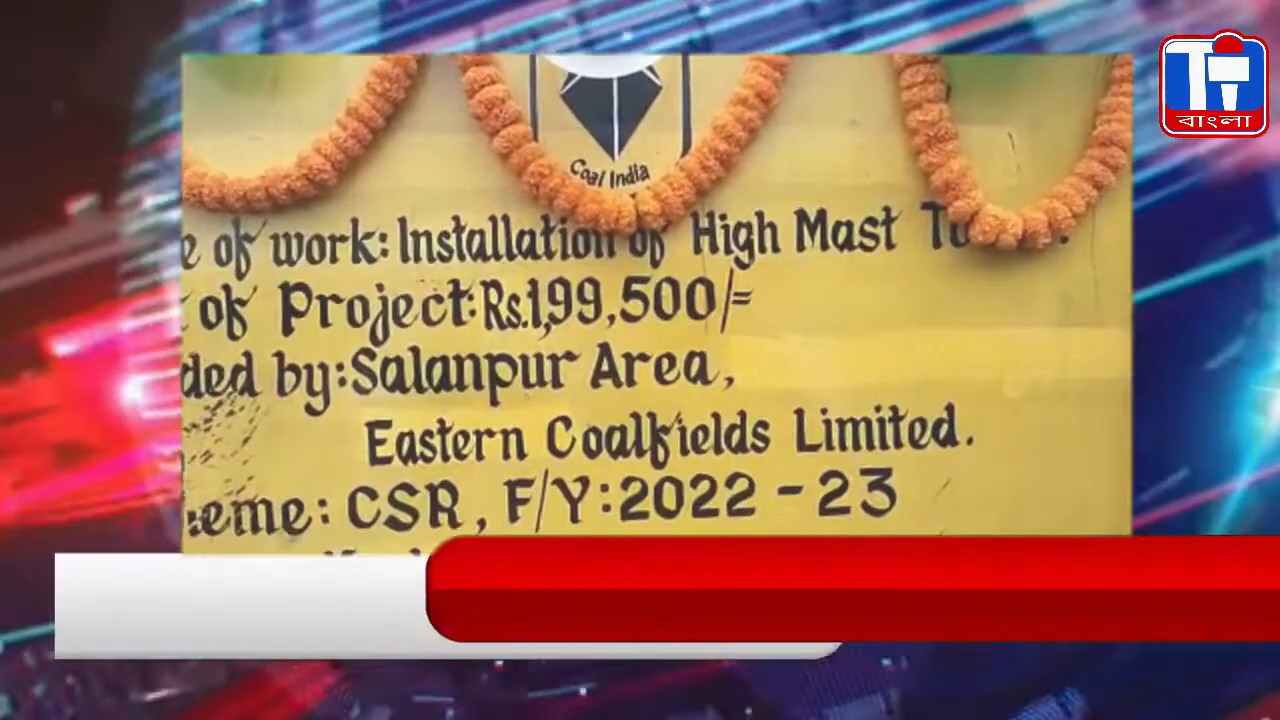 বাংলা
Coal India
e of work: Installation of High Mast
of Project: Rs.1,99,500/=
ded by: Salanpur Area,
Eastern Coalfields Limited.
eme: CSR, F/Y: 2022 - 23